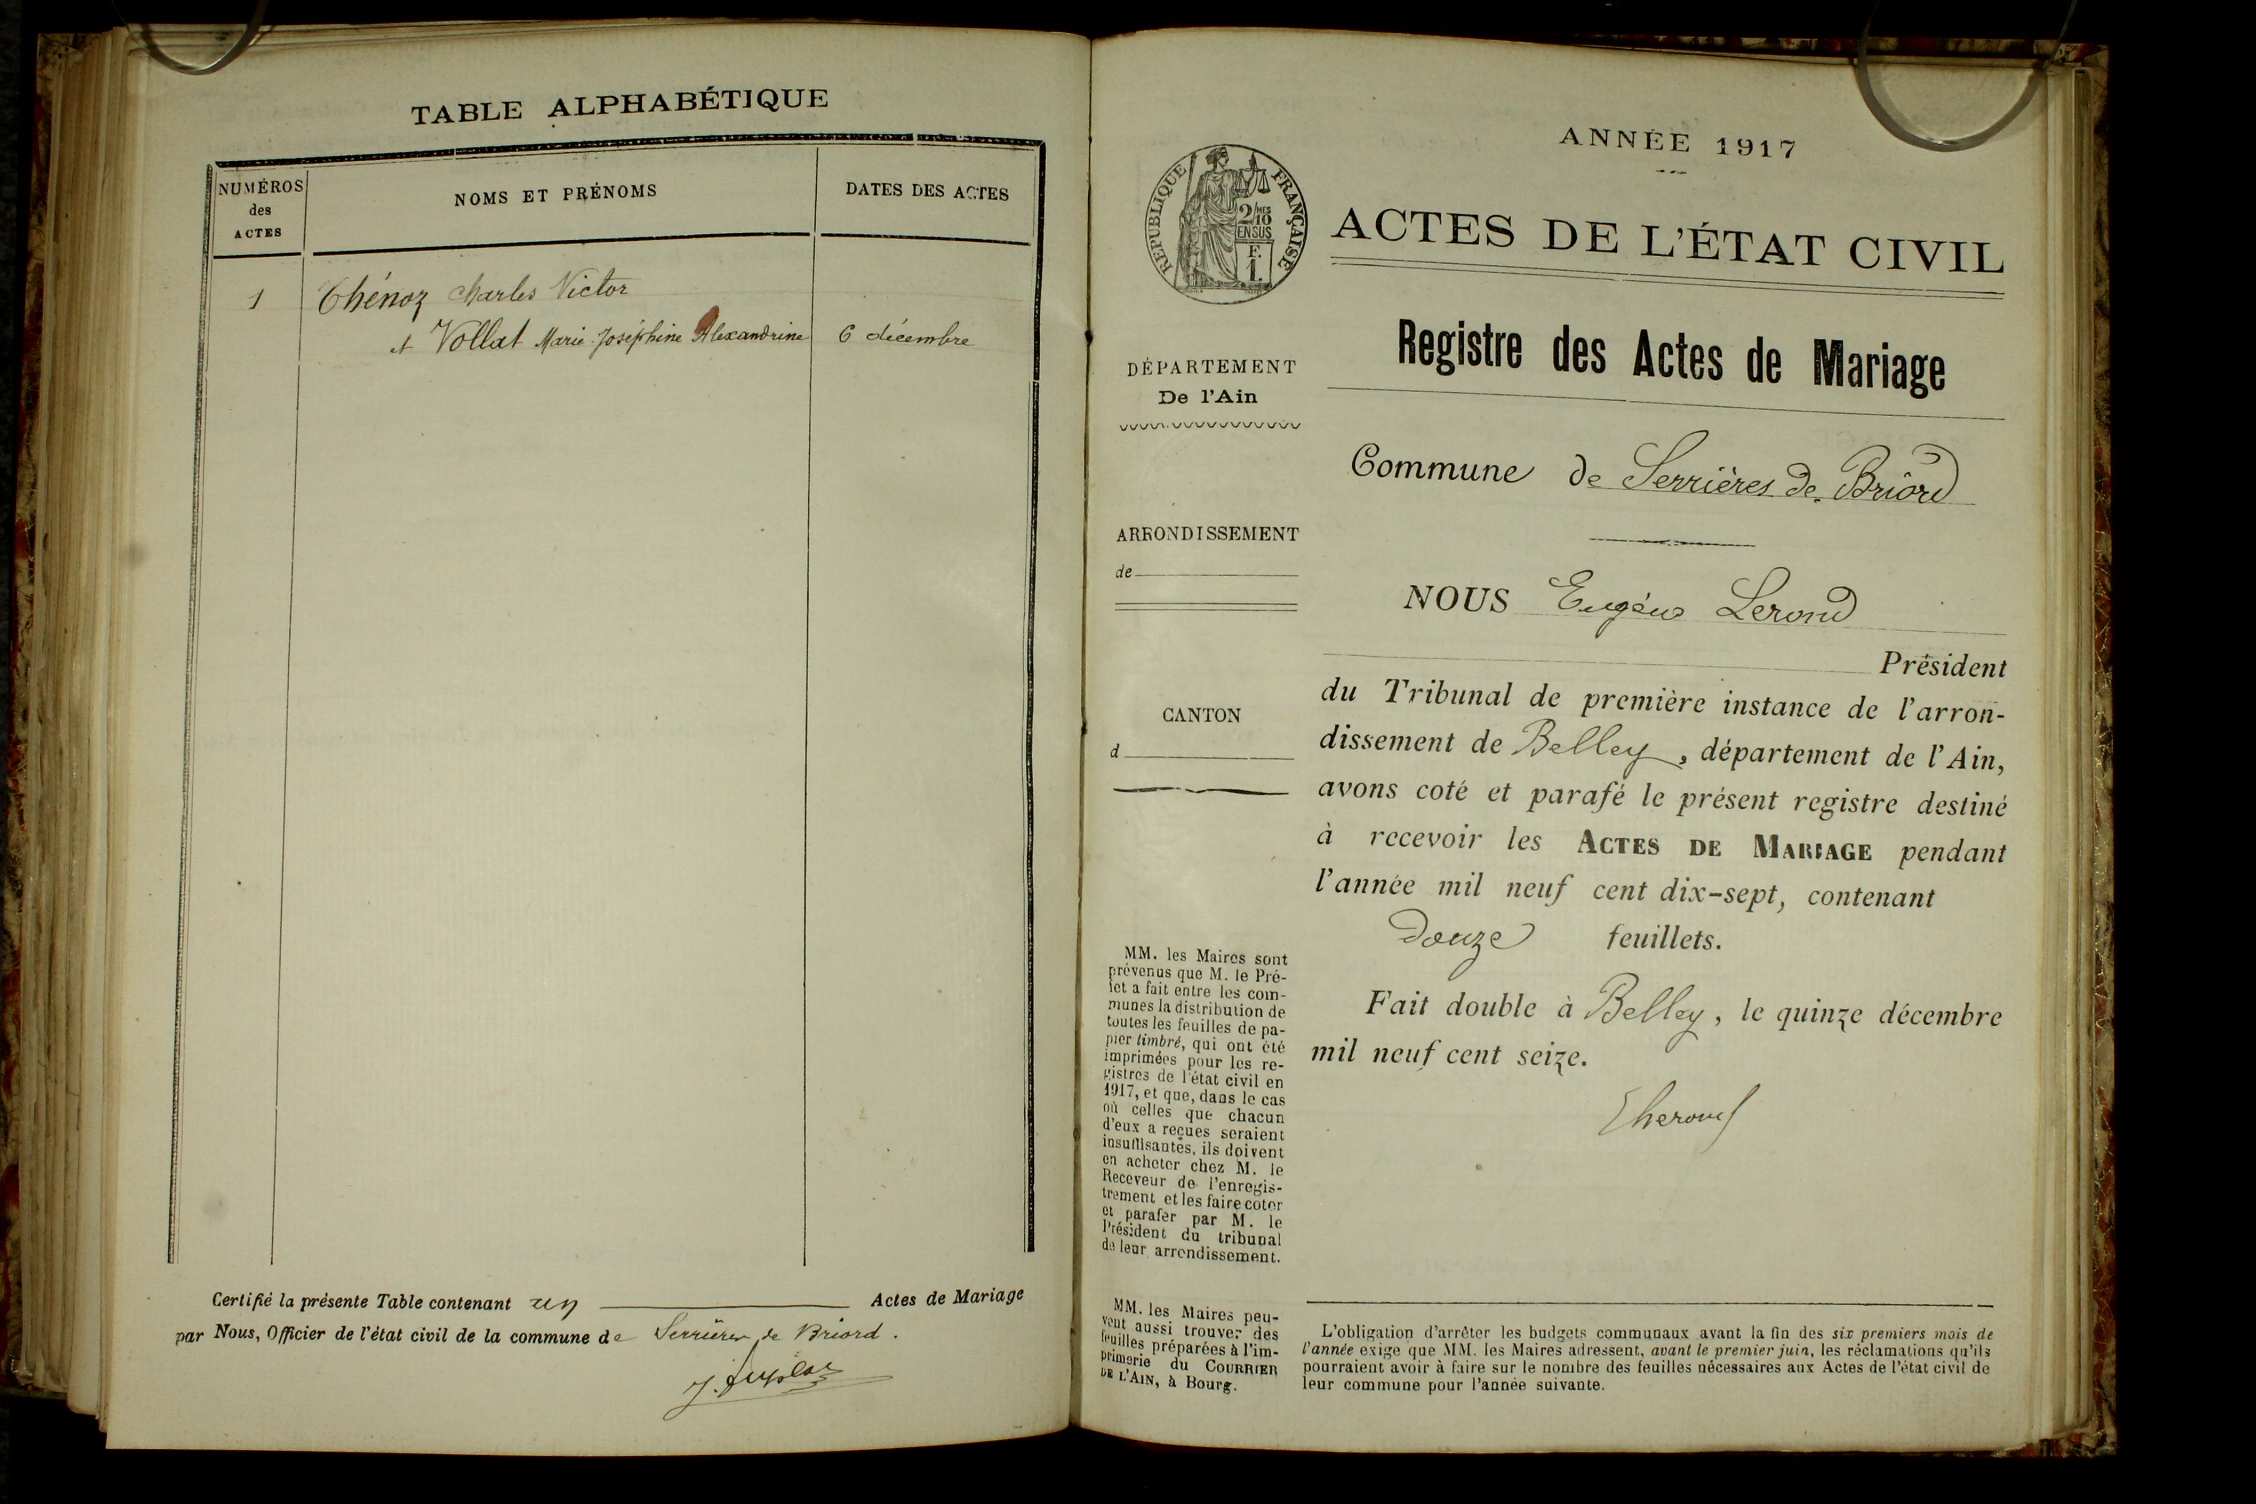 TABLE ALPHABÉTIQUE
NUMÉROS
des
ACTES
NOMS ET PRÉNOMS
DATES DES ACTES
1 Thénoz Charles Victor
et Vollat Marie Joséphine Alexandrine 6 décembre
Certifié la présente Table contenant un Actes de Mariage
par Nous, Officier de l'état civil de la commune de Serrières de Briord.
ANNÉE 1917
RÉPUBLIQUE FRANÇAISE
2/10 MES
EN SUS
F.
1.
ACTES DE L'ÉTAT CIVIL
Registre des Actes de Mariage
DÉPARTEMENT
De l'Ain
Commune de Serrières de Briord
ARRONDISSEMENT
de
NOUS Eugène Lerond
Président
CANTON
d
du Tribunal de première instance de l'arron-
dissement de Belley, département de l'Ain,
avons coté et parafé le présent registre destiné
à recevoir les ACTES DE MARIAGE pendant
l'année mil neuf cent dix-sept, contenant
douze feuillets.
Fait double à Belley, le quinze décembre
mil neuf cent seize.
MM. les Maires sont
prévenus que M. le Pré-
fet a fait entre les com-
munes la distribution de
toutes les feuilles de pa-
pier timbré, qui ont été
imprimées pour les re-
gistres de l'état civil en
1917, et que, dans le cas
où celles que chacun
d'eux a reçues seraient
insuffisantes, ils doivent
en acheter chez M. le
Receveur de l'enregis-
trement et les faire coter
et parafer par M. le
Président du tribunal
de leur arrondissement.
MM. les Maires peu-
vent aussi trouver des
feuilles préparées à l'im-
primerie du COURRIER
DE L'AIN, à Bourg.
L'obligation d'arrêter les budgets communaux avant la fin des six premiers mois de
l'année exige que MM. les Maires adressent, avant le premier juin, les réclamations qu'ils
pourraient avoir à faire sur le nombre des feuilles nécessaires aux Actes de l'état civil de
leur commune pour l'année suivante.